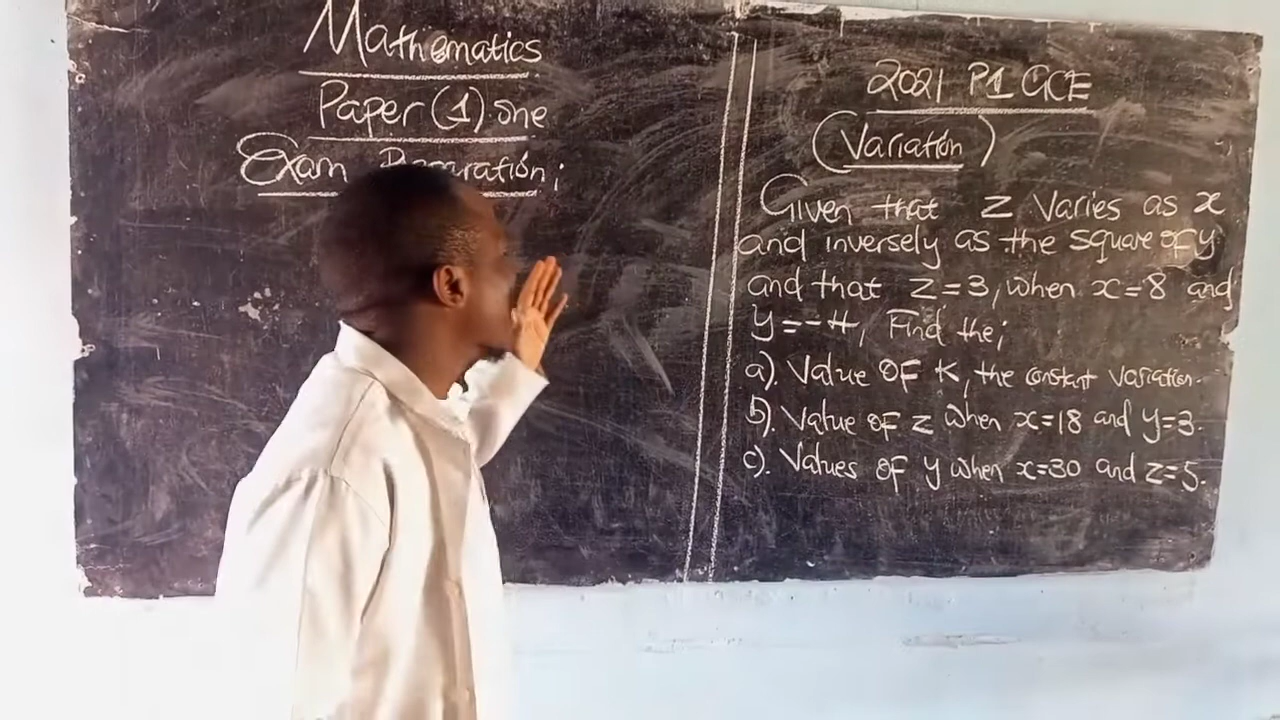 Mathematics
Paper (1) one
Exam Preparation;
2021 P1 GCE
(Variation)
Given that z varies as x
and inversely as the square of y
and that z=3, when x=8 and
y=-4, Find the;
a). Value of K, the constant variation.
b). Value of z when x=18 and y=3.
c). Values of y when x=30 and z=5.